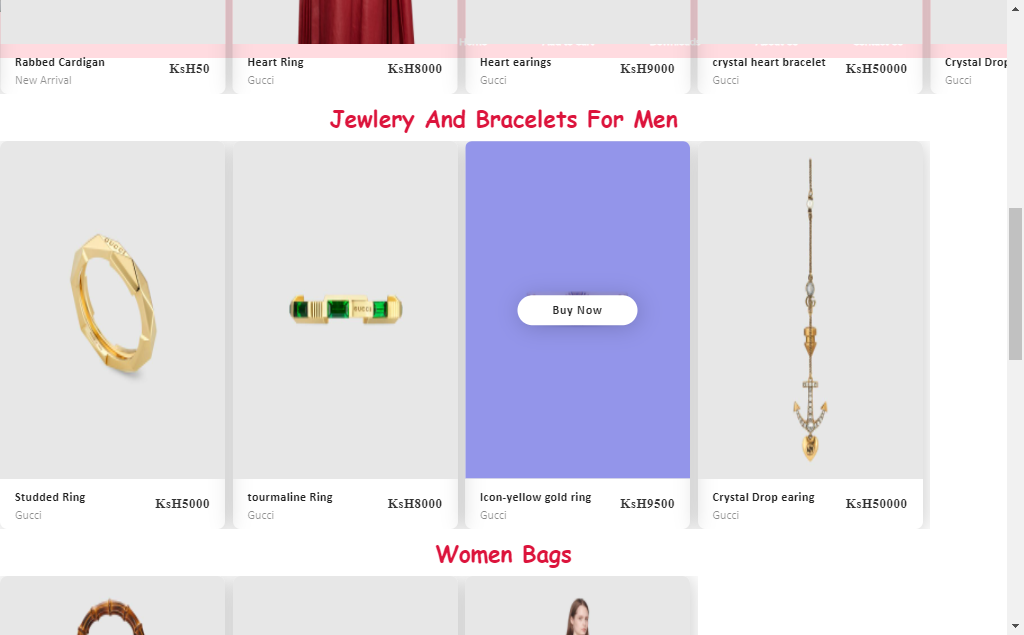 Rabbed Cardigan
New Arrival
KsH50
Heart Ring
Gucci
KsH8000
Heart earings
Gucci
KsH9000
crystal heart bracelet
Gucci
KsH50000
Crystal Drop
Gucci
Jewlery And Bracelets For Men
GUCCI
GUCCI
Buy Now
Studded Ring
Gucci
KsH5000
tourmaline Ring
Gucci
KsH8000
Icon-yellow gold ring
Gucci
KsH9500
Crystal Drop earing
Gucci
KsH50000
Women Bags